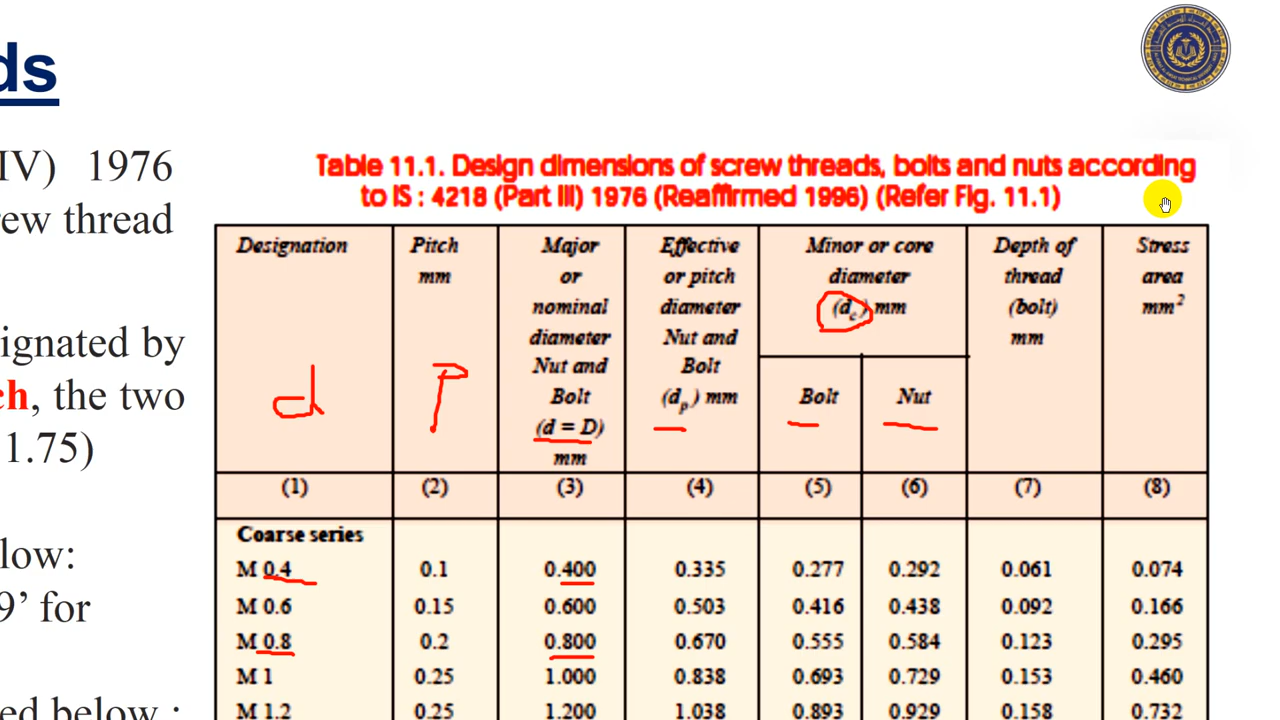 ds
IV) 1976
rew thread
ignated by
ch, the two
1.75)
low:
9’ for
ed below :
Table 11.1. Design dimensions of screw threads, bolts and nuts according
to IS : 4218 (Part III) 1976 (Reaffirmed 1996) (Refer Fig. 11.1)
Designation Pitch mm Major or nominal diameter Nut and Bolt (d = D) mm Effective or pitch diameter Nut and Bolt (dp) mm Minor or core diameter (dc) mm Depth of thread (bolt) mm Stress area mm2
Bolt Nut
d P
(1) (2) (3) (4) (5) (6) (7) (8)
Coarse series
M 0.4 0.1 0.400 0.335 0.277 0.292 0.061 0.074
M 0.6 0.15 0.600 0.503 0.416 0.438 0.092 0.166
M 0.8 0.2 0.800 0.670 0.555 0.584 0.123 0.295
M 1 0.25 1.000 0.838 0.693 0.729 0.153 0.460
M 1.2 0.25 1.200 1.038 0.893 0.929 0.158 0.732